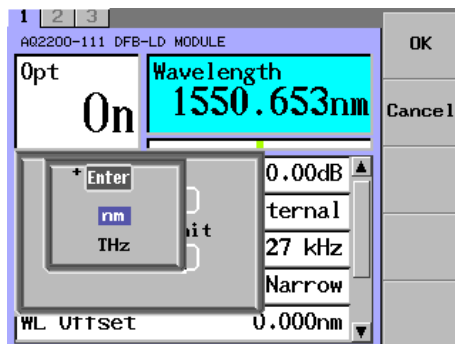 1 2 3
AQ2200-111 DFB-LD MODULE
OK
Opt
On
Wavelength
1550.653nm
Cancel
Enter
nm
THz
0.00dB
27 kHz
Narrow
WL Offset
0.000nm